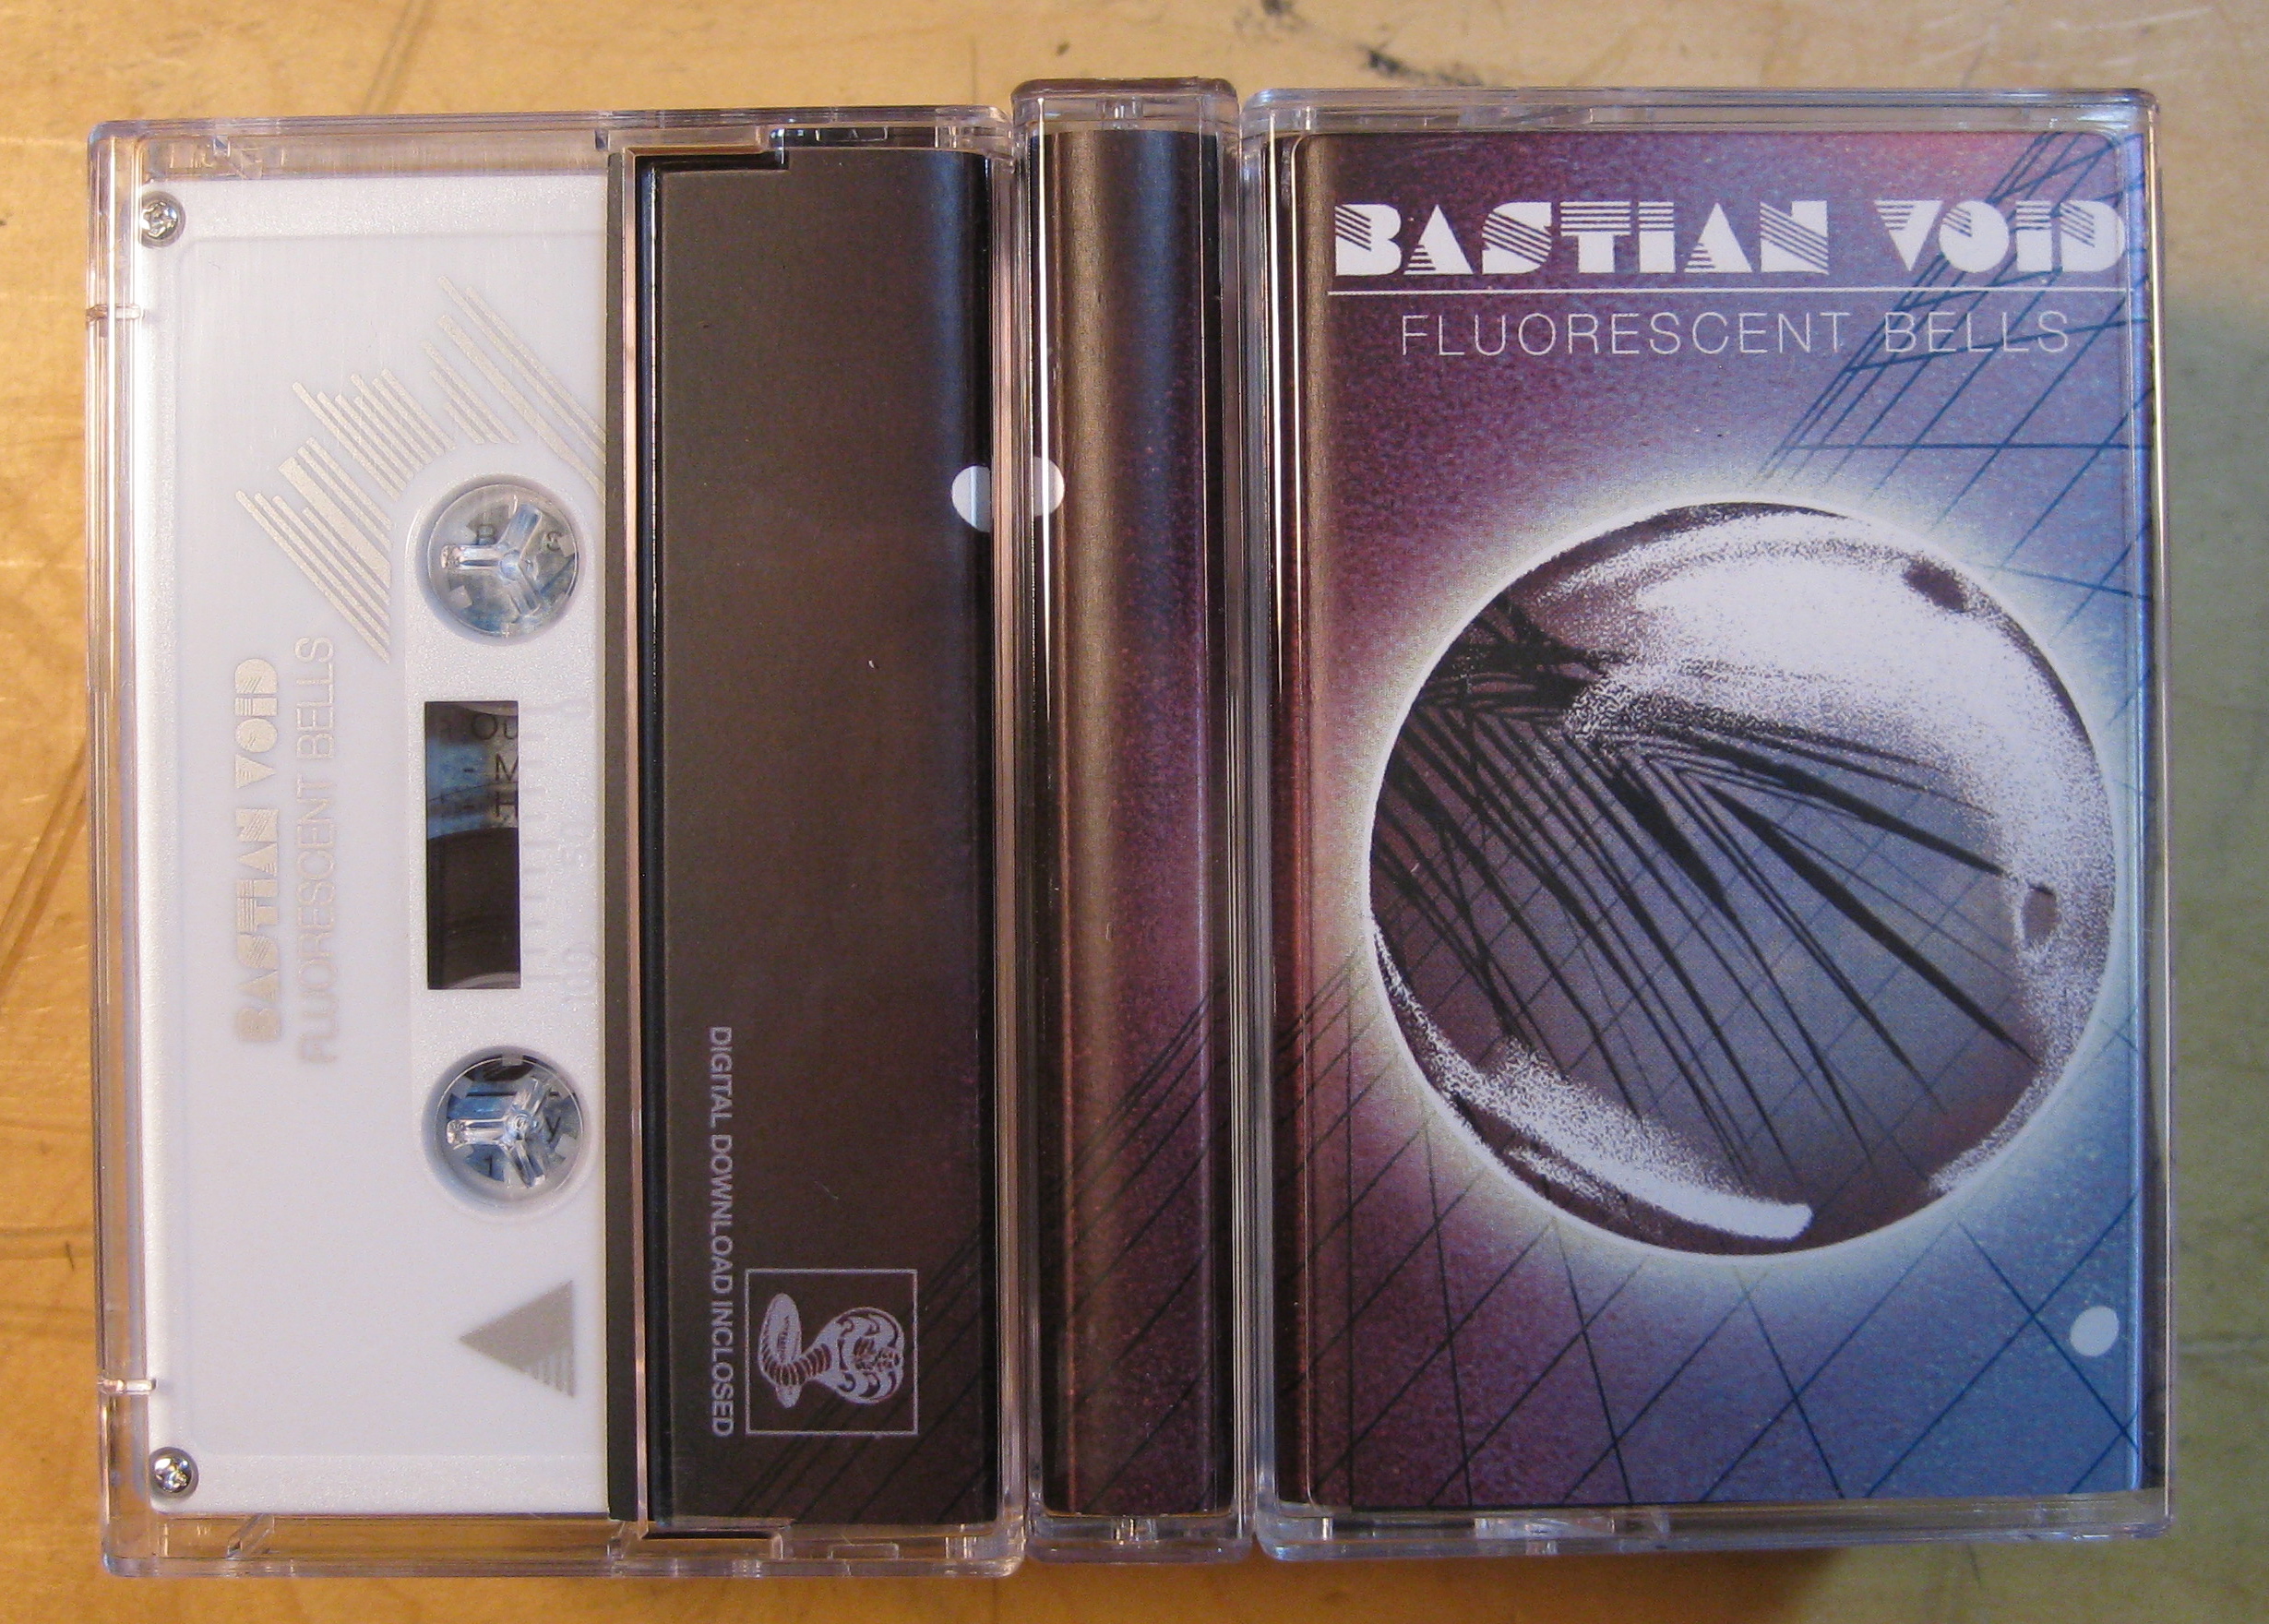 BASTIAN VOID
FLUORESCENT BELLS
DIGITAL DOWNLOAD INCLOSED
BASTIAN VOID
FLUORESCENT BELLS